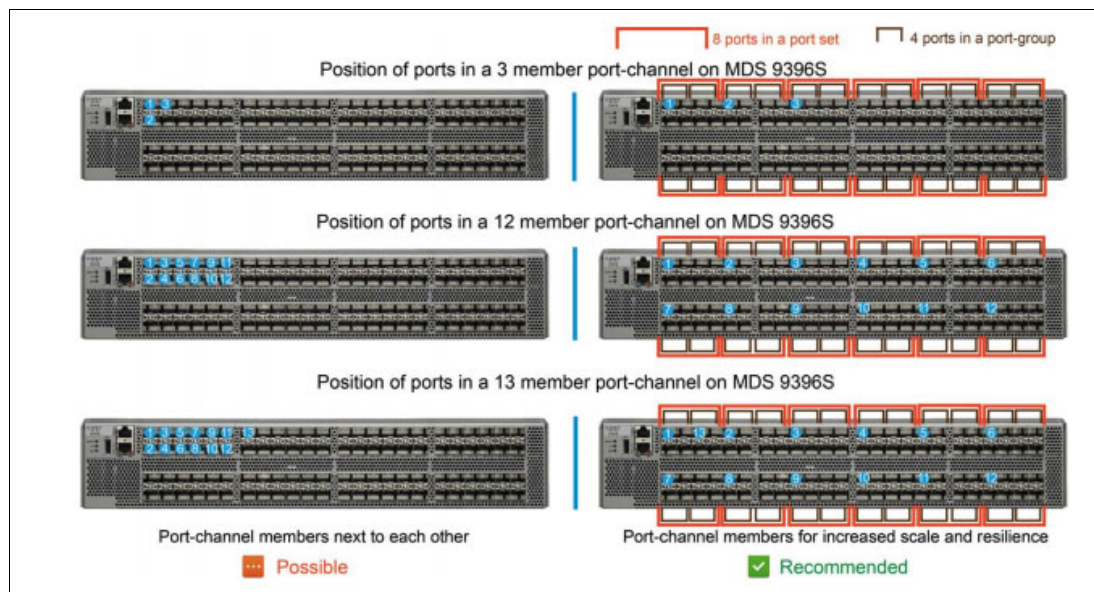 8 ports in a port set
4 ports in a port-group
Position of ports in a 3 member port-channel on MDS 9396S
1 3
2
1 2 3
Position of ports in a 12 member port-channel on MDS 9396S
1 3 5 7 9 11
2 4 6 8 10 12
1 2 3 4 5 6
7 8 9 10 11 12
Position of ports in a 13 member port-channel on MDS 9396S
1 3 5 7 9 11 13
2 4 6 8 10 12
1 13 2 3 4 5 6
7 8 9 10 11 12
Port-channel members next to each other
Port-channel members for increased scale and resilience
Possible
Recommended